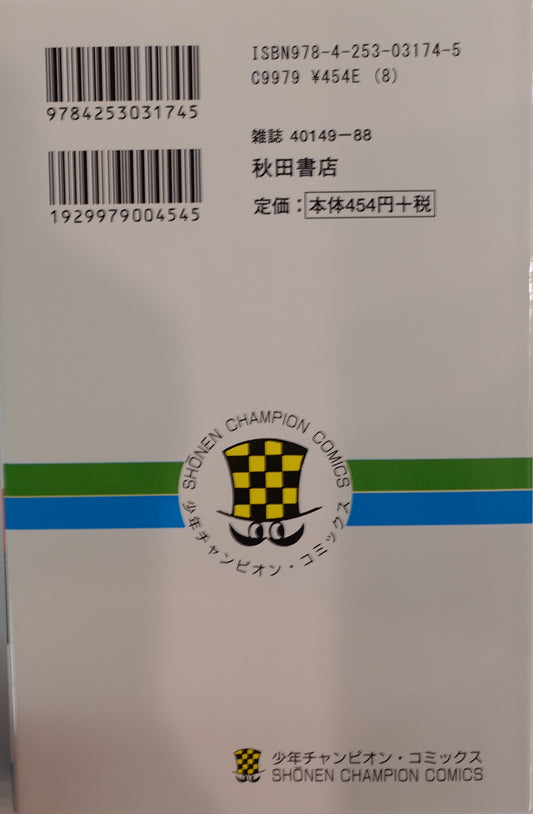 ISBN978-4-253-03174-5
C9979 ¥454E (8)
9784253031745
雑誌 40149-88
秋田書店
1929979004545
定価：本体454円+税
SHŌNEN CHAMPION COMICS
少年チャンピオン・コミックス
少年チャンピオン・コミックス
SHŌNEN CHAMPION COMICS